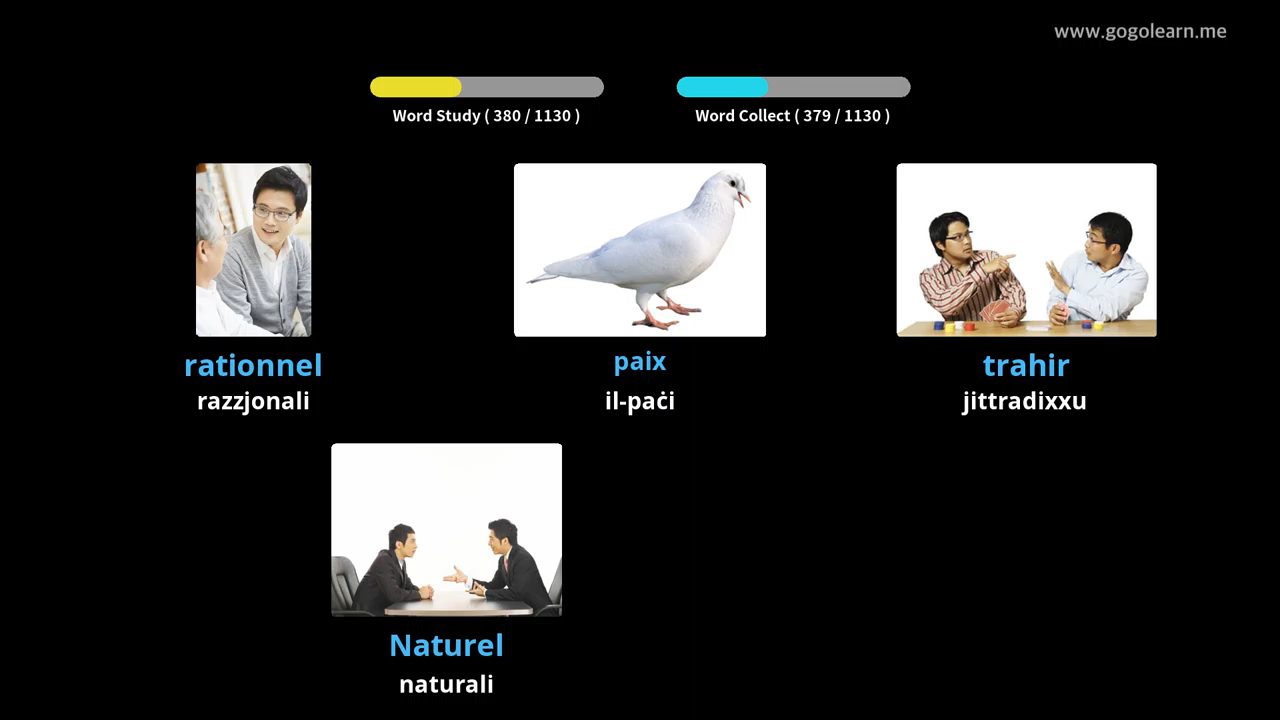 www.gogolearn.me
Word Study ( 380 / 1130 )
Word Collect ( 379 / 1130 )
rationnel
razzjonali
paix
il-paċi
trahir
jittradixxu
Naturel
naturali